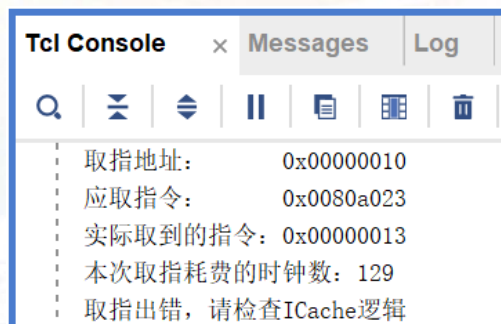 Tcl Console × Messages Log
取指地址： 0x00000010
应取指令： 0x0080a023
实际取到的指令：0x00000013
本次取指耗费的时钟数：129
取指出错，请检查ICache逻辑